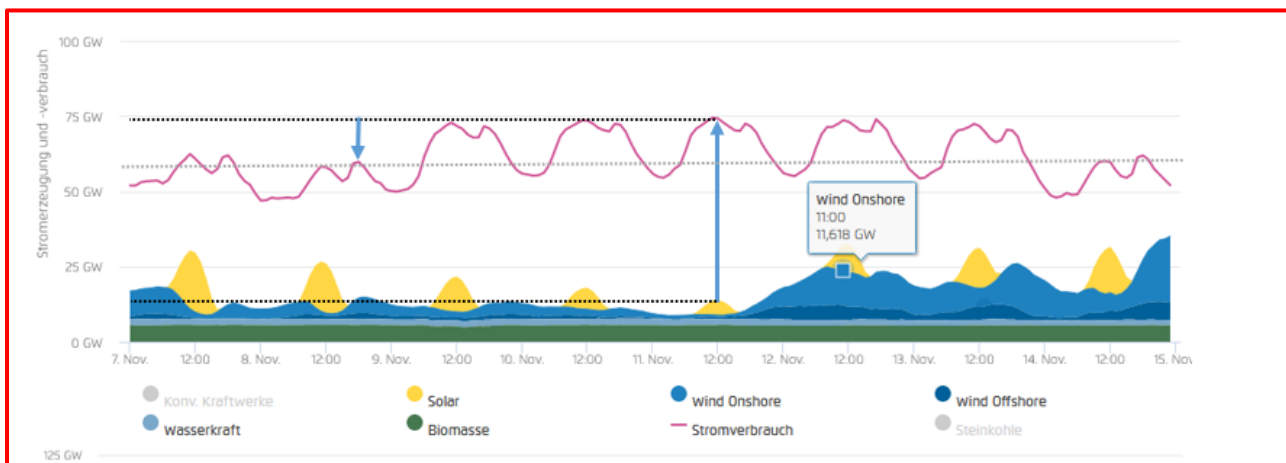 Stromerzeugung und -verbrauch
100 GW
75 GW
50 GW
25 GW
0 GW
Wind Onshore
11:00
11,618 GW
7. Nov. 12:00 8. Nov. 12:00 9. Nov. 12:00 10. Nov. 12:00 11. Nov. 12:00 12. Nov. 12:00 13. Nov. 12:00 14. Nov. 12:00 15. Nov
Konv. Kraftwerke Solar Wind Onshore Wind Offshore
Wasserkraft Biomasse Stromverbrauch Steinkohle
125 GW